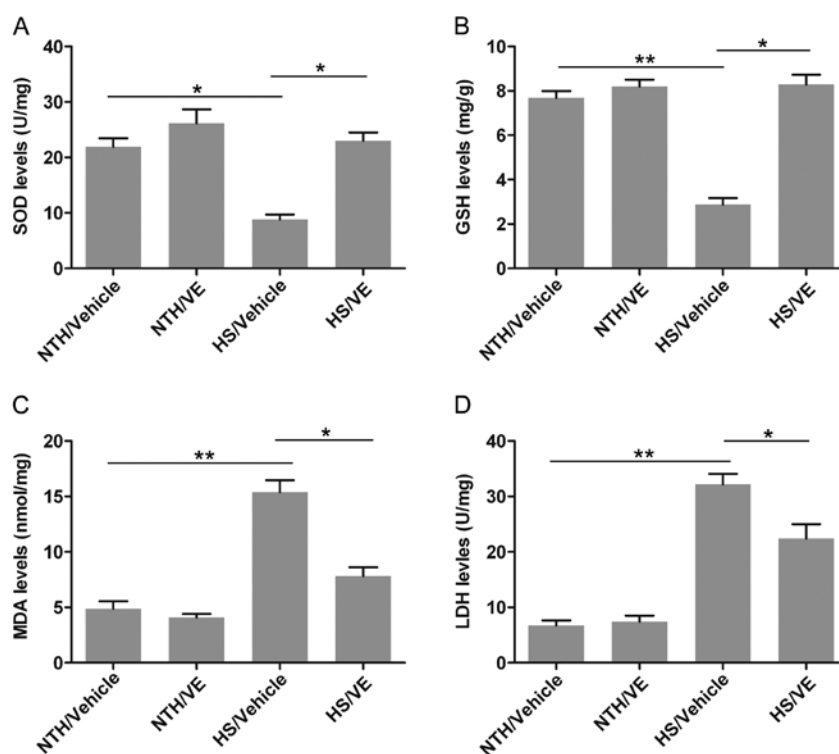 A
SOD levels (U/mg)
40
30
20
10
0
*
*
NTH/Vehicle
NTH/VE
HS/Vehicle
HS/VE
B
GSH levels (mg/g)
10
8
6
4
2
0
**
*
NTH/Vehicle
NTH/VE
HS/Vehicle
HS/VE
C
MDA levels (nmol/mg)
20
15
10
5
0
**
*
NTH/Vehicle
NTH/VE
HS/Vehicle
HS/VE
D
LDH levles (U/mg)
40
30
20
10
0
**
*
NTH/Vehicle
NTH/VE
HS/Vehicle
HS/VE